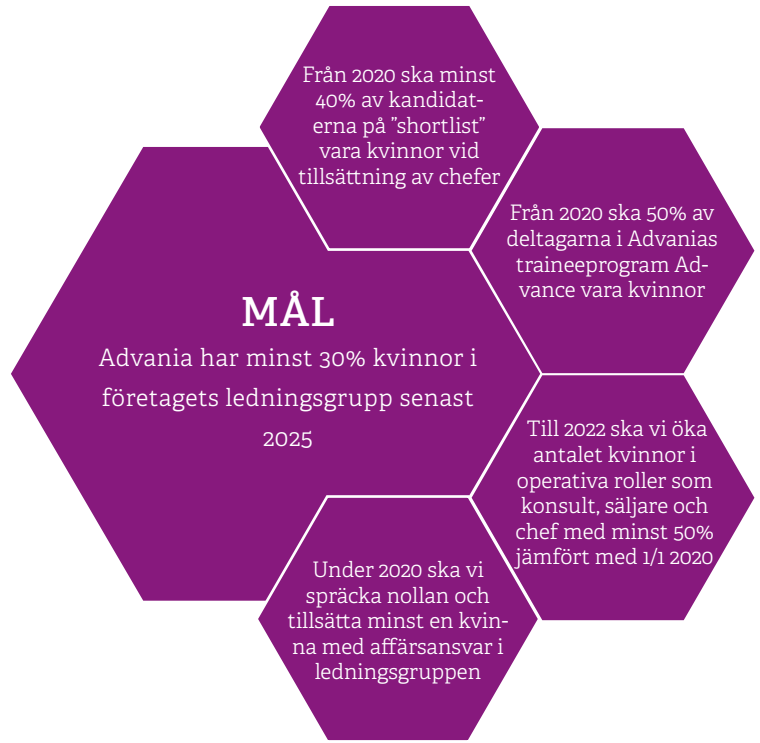 Från 2020 ska minst
40% av kandidat-
erna på ”shortlist”
vara kvinnor vid
tillsättning av chefer
Från 2020 ska 50% av
deltagarna i Advanias
traineeprogram Ad-
vance vara kvinnor
MÅL
Advania har minst 30% kvinnor i
företagets ledningsgrupp senast
2025
Till 2022 ska vi öka
antalet kvinnor i
operativa roller som
konsult, säljare och
chef med minst 50%
jämfört med 1/1 2020
Under 2020 ska vi
spräcka nollan och
tillsätta minst en kvin-
na med affärsansvar i
ledningsgruppen